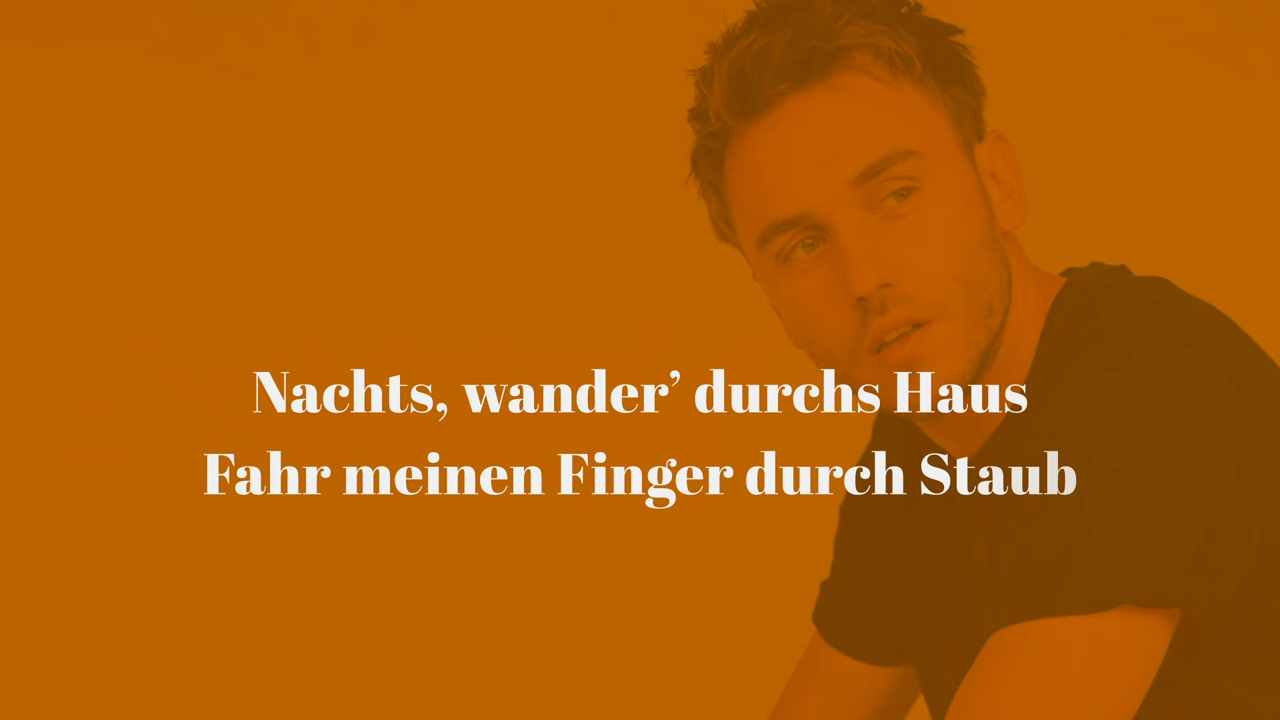 Nachts, wander’ durchs Haus
Fahr meinen Finger durch Staub